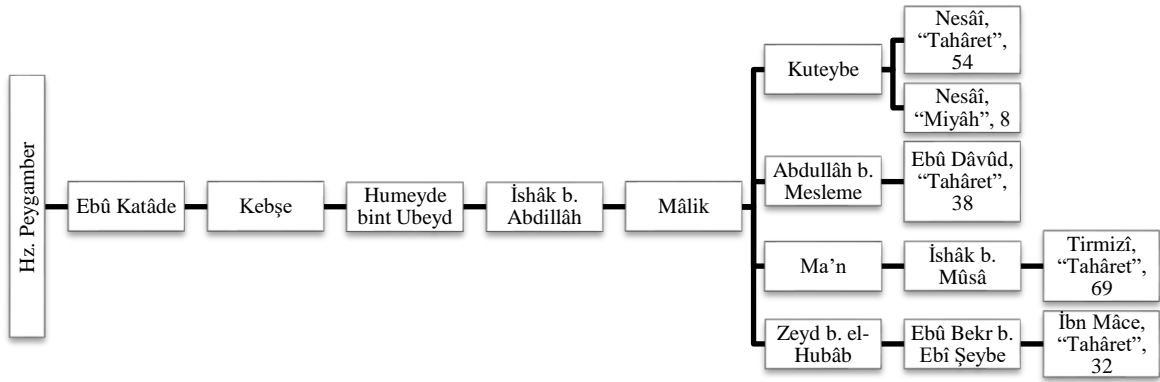 Hz. Peygamber
Ebû Katâde
Kebşe
Humeyde
bint Ubeyd
İshâk b.
Abdillâh
Mâlik
Kuteybe
Nesâî,
“Tahâret”,
54
Nesâî,
“Miyâh”, 8
Abdullâh b.
Mesleme
Ebû Dâvûd,
“Tahâret”,
38
Ma’n
İshâk b.
Mûsâ
Tirmizî,
“Tahâret”,
69
Zeyd b. el-
Hubâb
Ebû Bekr b.
Ebî Şeybe
İbn Mâce,
“Tahâret”,
32